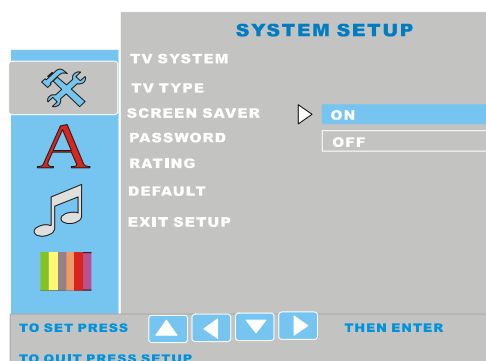 SYSTEM SETUP
TV SYSTEM
TV TYPE
SCREEN SAVER ON
PASSWORD OFF
RATING
DEFAULT
EXIT SETUP
A
TO SET PRESS THEN ENTER
TO QUIT PRESS SETUP